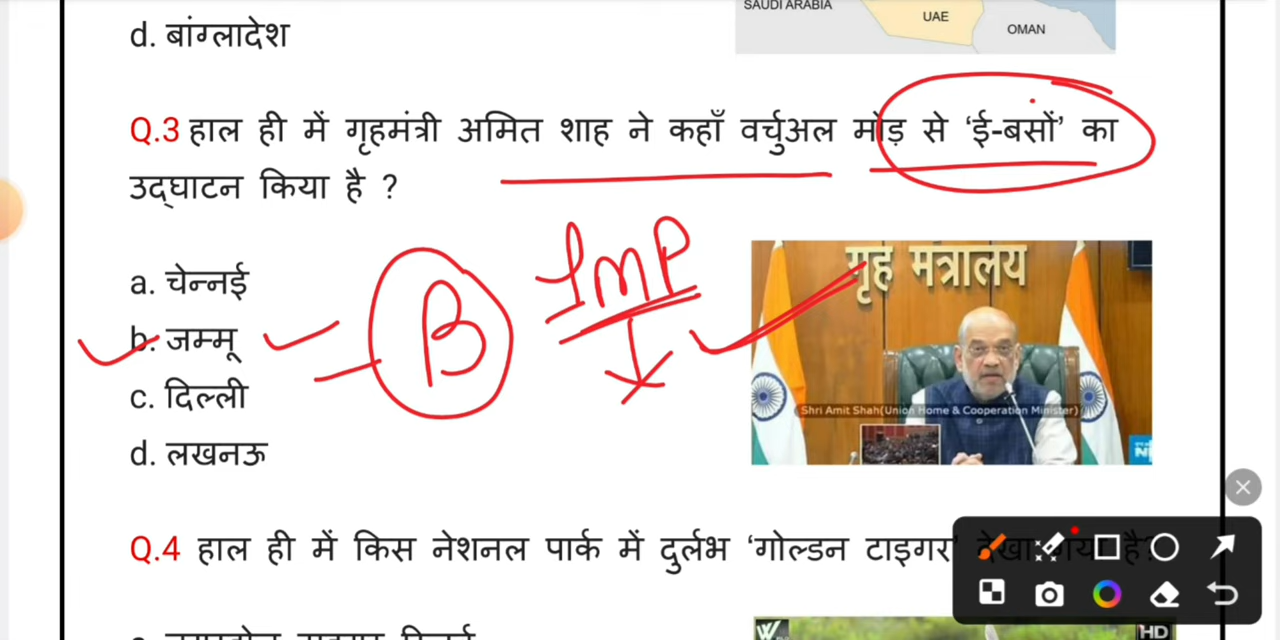 d. बांग्लादेश
SAUDI ARABIA
UAE
OMAN
Q.3 हाल ही में गृहमंत्री अमित शाह ने कहाँ वर्चुअल मोड़ से ‘ई-बसों’ का
उद्घाटन किया है ?
a. चेन्नई
b. जम्मू
c. दिल्ली
d. लखनऊ
B
Imp
गृह मंत्रालय
Shri Amit Shah(Union Home & Cooperation Minister)
Q.4 हाल ही में किस नेशनल पार्क में दुर्लभ ‘गोल्डन टाइगर’ देखा गया है?
HD